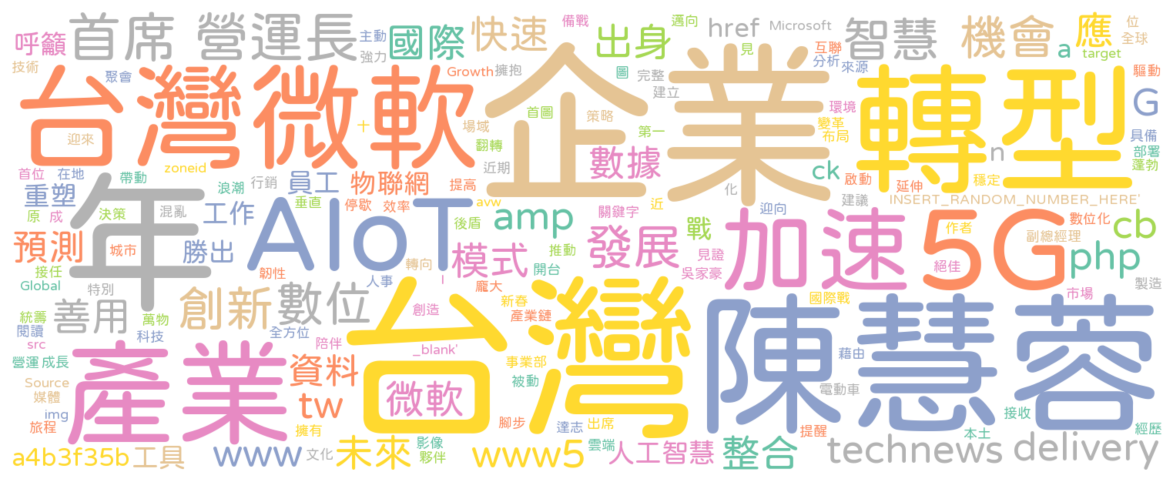 呼籲 首席 營運長 主動 國際 快速 備戰 出身 邁向 href Microsoft 智慧 機會 位 應
技術 聚會 強力 Growth 擁抱 圖 完整 見 互聯 分析 來源 a target 全球 驅動
台灣微軟 企業 轉型
建立 環境 G
迎來 十 場域 翻轉 首圖 策略 第一 變革 布局 具備
zoneid 近期 數據 n 部署 蓬勃
首位 在地 帶動 浪潮 行銷 員工 物聯網 提高 ck 啟動 延伸 穩定
重塑 年 垂直 停歇 效率 avw 化 近 建議 INSERT_RANDOM_NUMBER_HERE'
原 成 決策 混亂 工作 AIoT 後盾 amp 關鍵字 戰 加速 迎向 5G 作者 數位化 cb
預測 城市 勝出 模式 推動 發展 見證 副總經理 php
接任 韌性 人事 轉向 l 龐大 開台 吳家豪 絕佳
Global 特別 創新 數位 台灣 新春 國際戰 市場 製造
善用 萬物 創造 產業鏈 陳慧蓉
統籌 閱讀 科技 全方位
src 陪伴 _blank' 事業部 藉由
營運 成長 產業 資料 微軟 被動 電動車
Source 媒體
img tw 腳步 達志 出席 提醒 接收 經歷
旅程 擁有 本土
a4b3f35b 工具 www 文化 未來 影像 夥伴 www5 雲端 人工智慧 整合 technews delivery